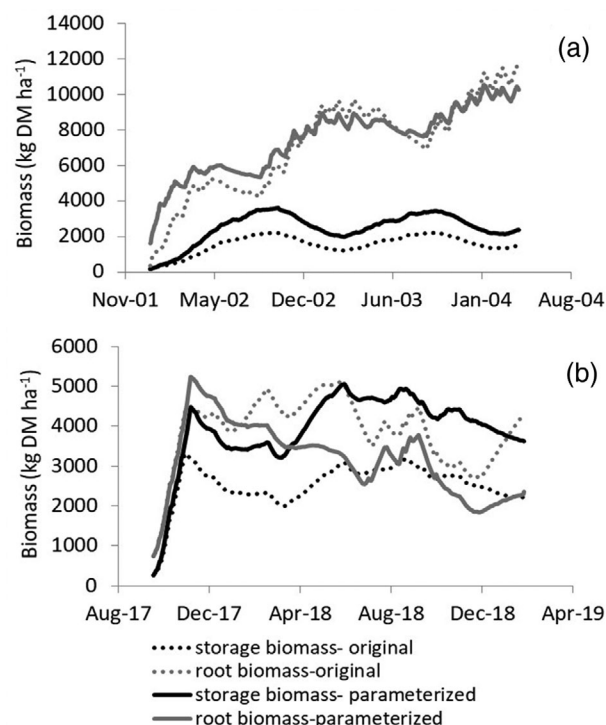 14000
(a)
12000
10000
8000
6000
4000
2000
0
Biomass (kg DM ha-1)
Nov-01 May-02 Dec-02 Jun-03 Jan-04 Aug-04
6000
(b)
5000
4000
3000
2000
1000
0
Biomass (kg DM ha-1)
Aug-17 Dec-17 Apr-18 Aug-18 Dec-18 Apr-19
storage biomass- original
root biomass-original
storage biomass- parameterized
root biomass-parameterized